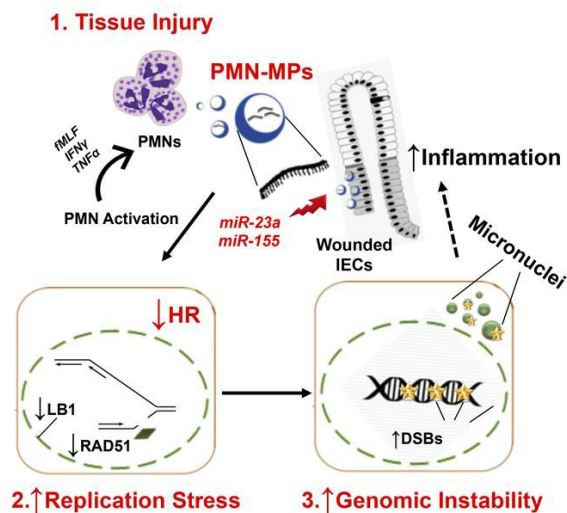 1. Tissue Injury
PMN-MPs
fMLF
IFNγ
TNFα
PMNs
PMN Activation
miR-23a
miR-155
Wounded
IECs
↑Inflammation
Micronuclei
↓HR
↓LB1
↓RAD51
↑DSBs
2.↑Replication Stress
3.↑Genomic Instability